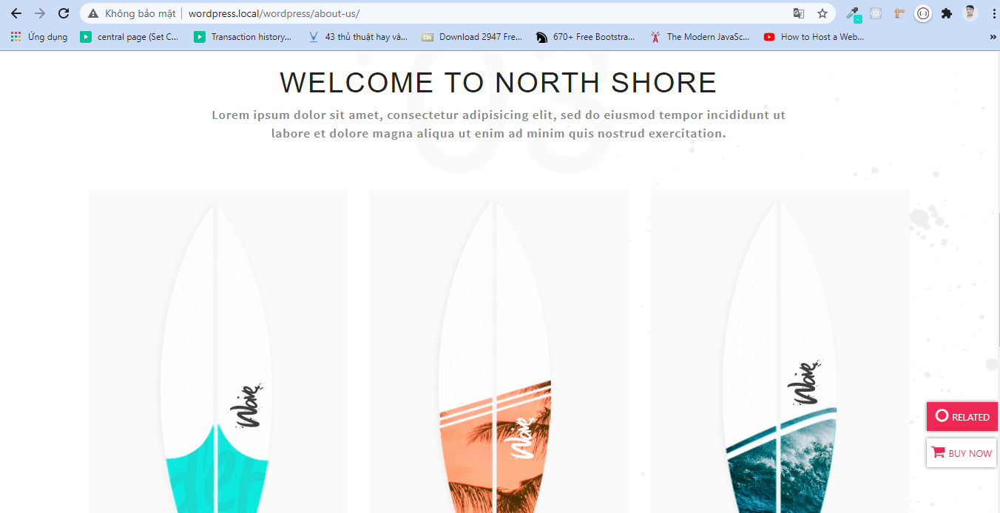 Không bảo mật wordpress.local/wordpress/about-us/
Ứng dụng central page (Set C... Transaction history... 43 thủ thuật hay và... CSS Download 2947 Fre... 670+ Free Bootstra... The Modern JavaSc... How to Host a Web... »
03
WELCOME TO NORTH SHORE
Lorem ipsum dolor sit amet, consectetur adipisicing elit, sed do eiusmod tempor incididunt ut
labore et dolore magna aliqua ut enim ad minim quis nostrud exercitation.
Wave
Wave
Wave
RELATED
BUY NOW